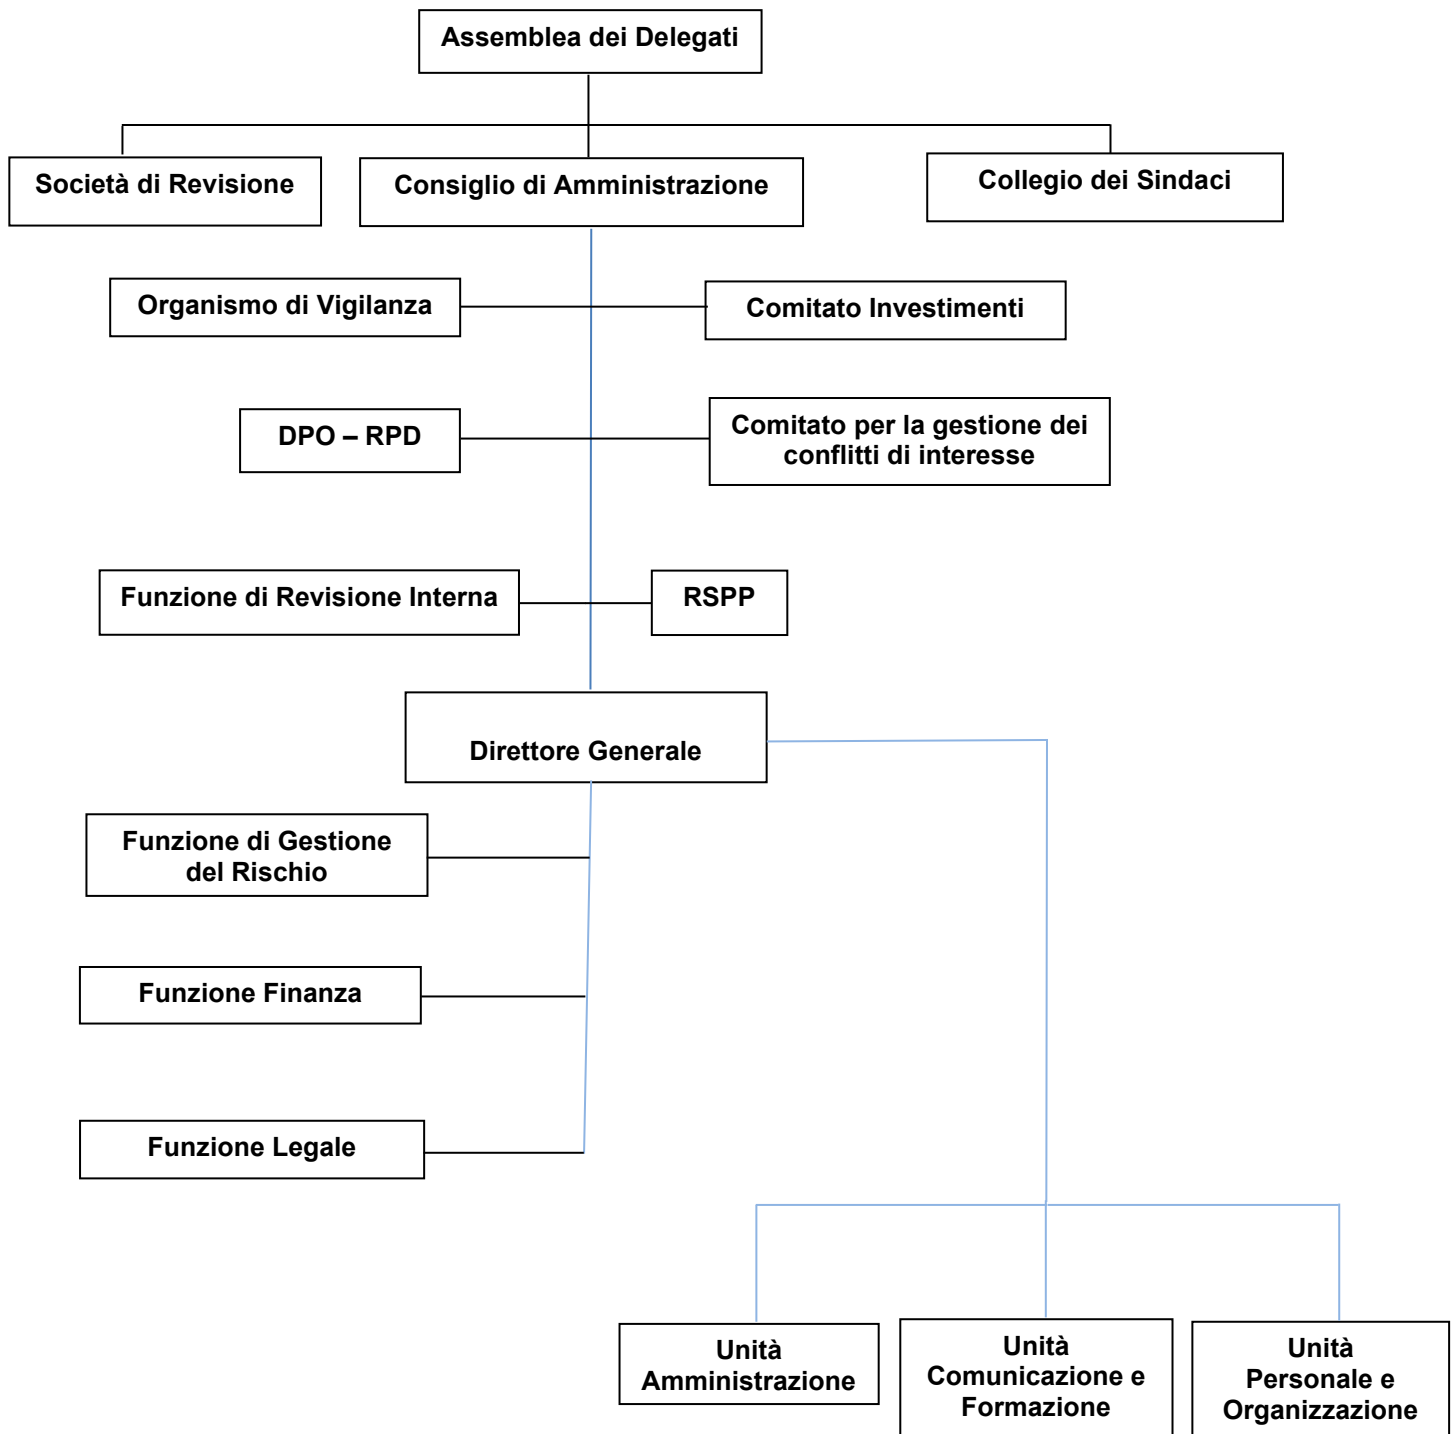 Assemblea dei Delegati
Società di Revisione
Consiglio di Amministrazione
Collegio dei Sindaci
Organismo di Vigilanza
Comitato Investimenti
DPO – RPD
Comitato per la gestione dei
conflitti di interesse
Funzione di Revisione Interna
RSPP
Direttore Generale
Funzione di Gestione
del Rischio
Funzione Finanza
Funzione Legale
Unità
Amministrazione
Unità
Comunicazione e
Formazione
Unità
Personale e
Organizzazione